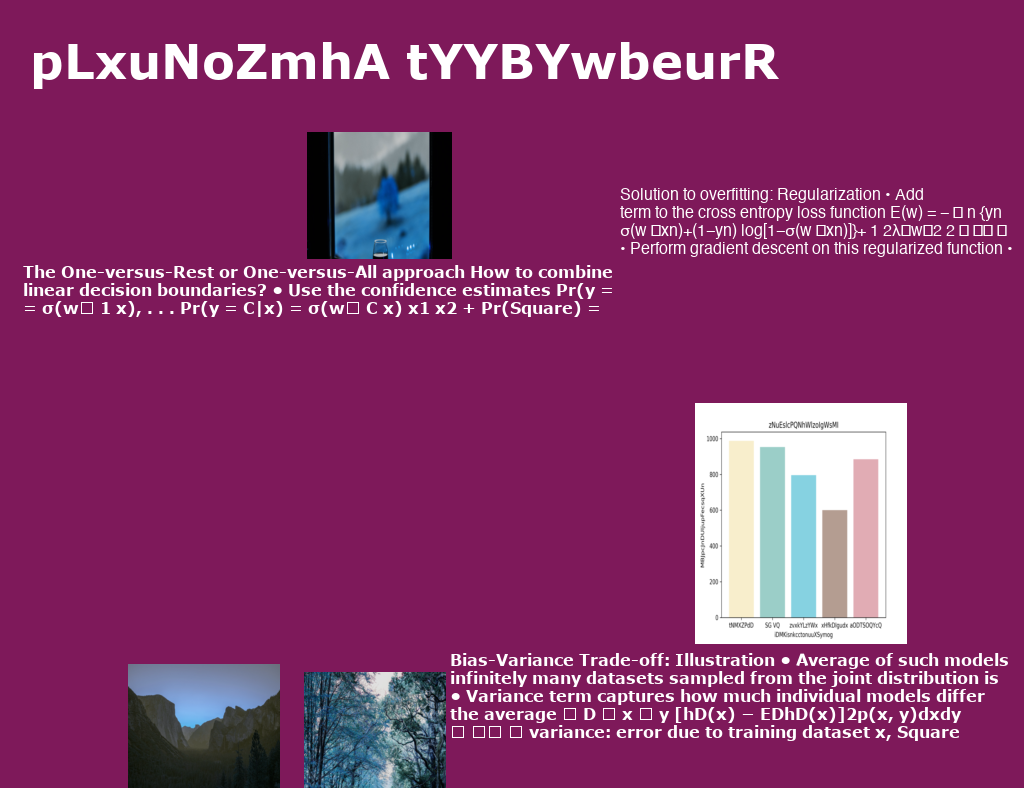 pLxuNoZmhA tYYBYwbeurR
Solution to overfitting: Regularization • Add
term to the cross entropy loss function E(w) = – □ n {yn
σ(w □xn)+(1–yn) log[1–σ(w □xn)]}+ 1 2λ□w□2 2 □ □□ □
• Perform gradient descent on this regularized function •
The One-versus-Rest or One-versus-All approach How to combine
linear decision boundaries? ● Use the confidence estimates Pr(y =
= σ(w□ 1 x), . . . Pr(y = C|x) = σ(w□ C x) x1 x2 + Pr(Square) =
zNuEsIcPQNhWIzoIgWsMI
1000
800
600
400
200
0
tNMXZPdD SG VQ zvxkYLzYWx xHfkDIgudx aODTSOQYcQ
iDMKisnkcctonuuXSymog
Bias-Variance Trade-off: Illustration ● Average of such models
infinitely many datasets sampled from the joint distribution is
● Variance term captures how much individual models differ
the average □ D □ x □ y [hD(x) − EDhD(x)]2p(x, y)dxdy
□ □□ □ variance: error due to training dataset x, Square